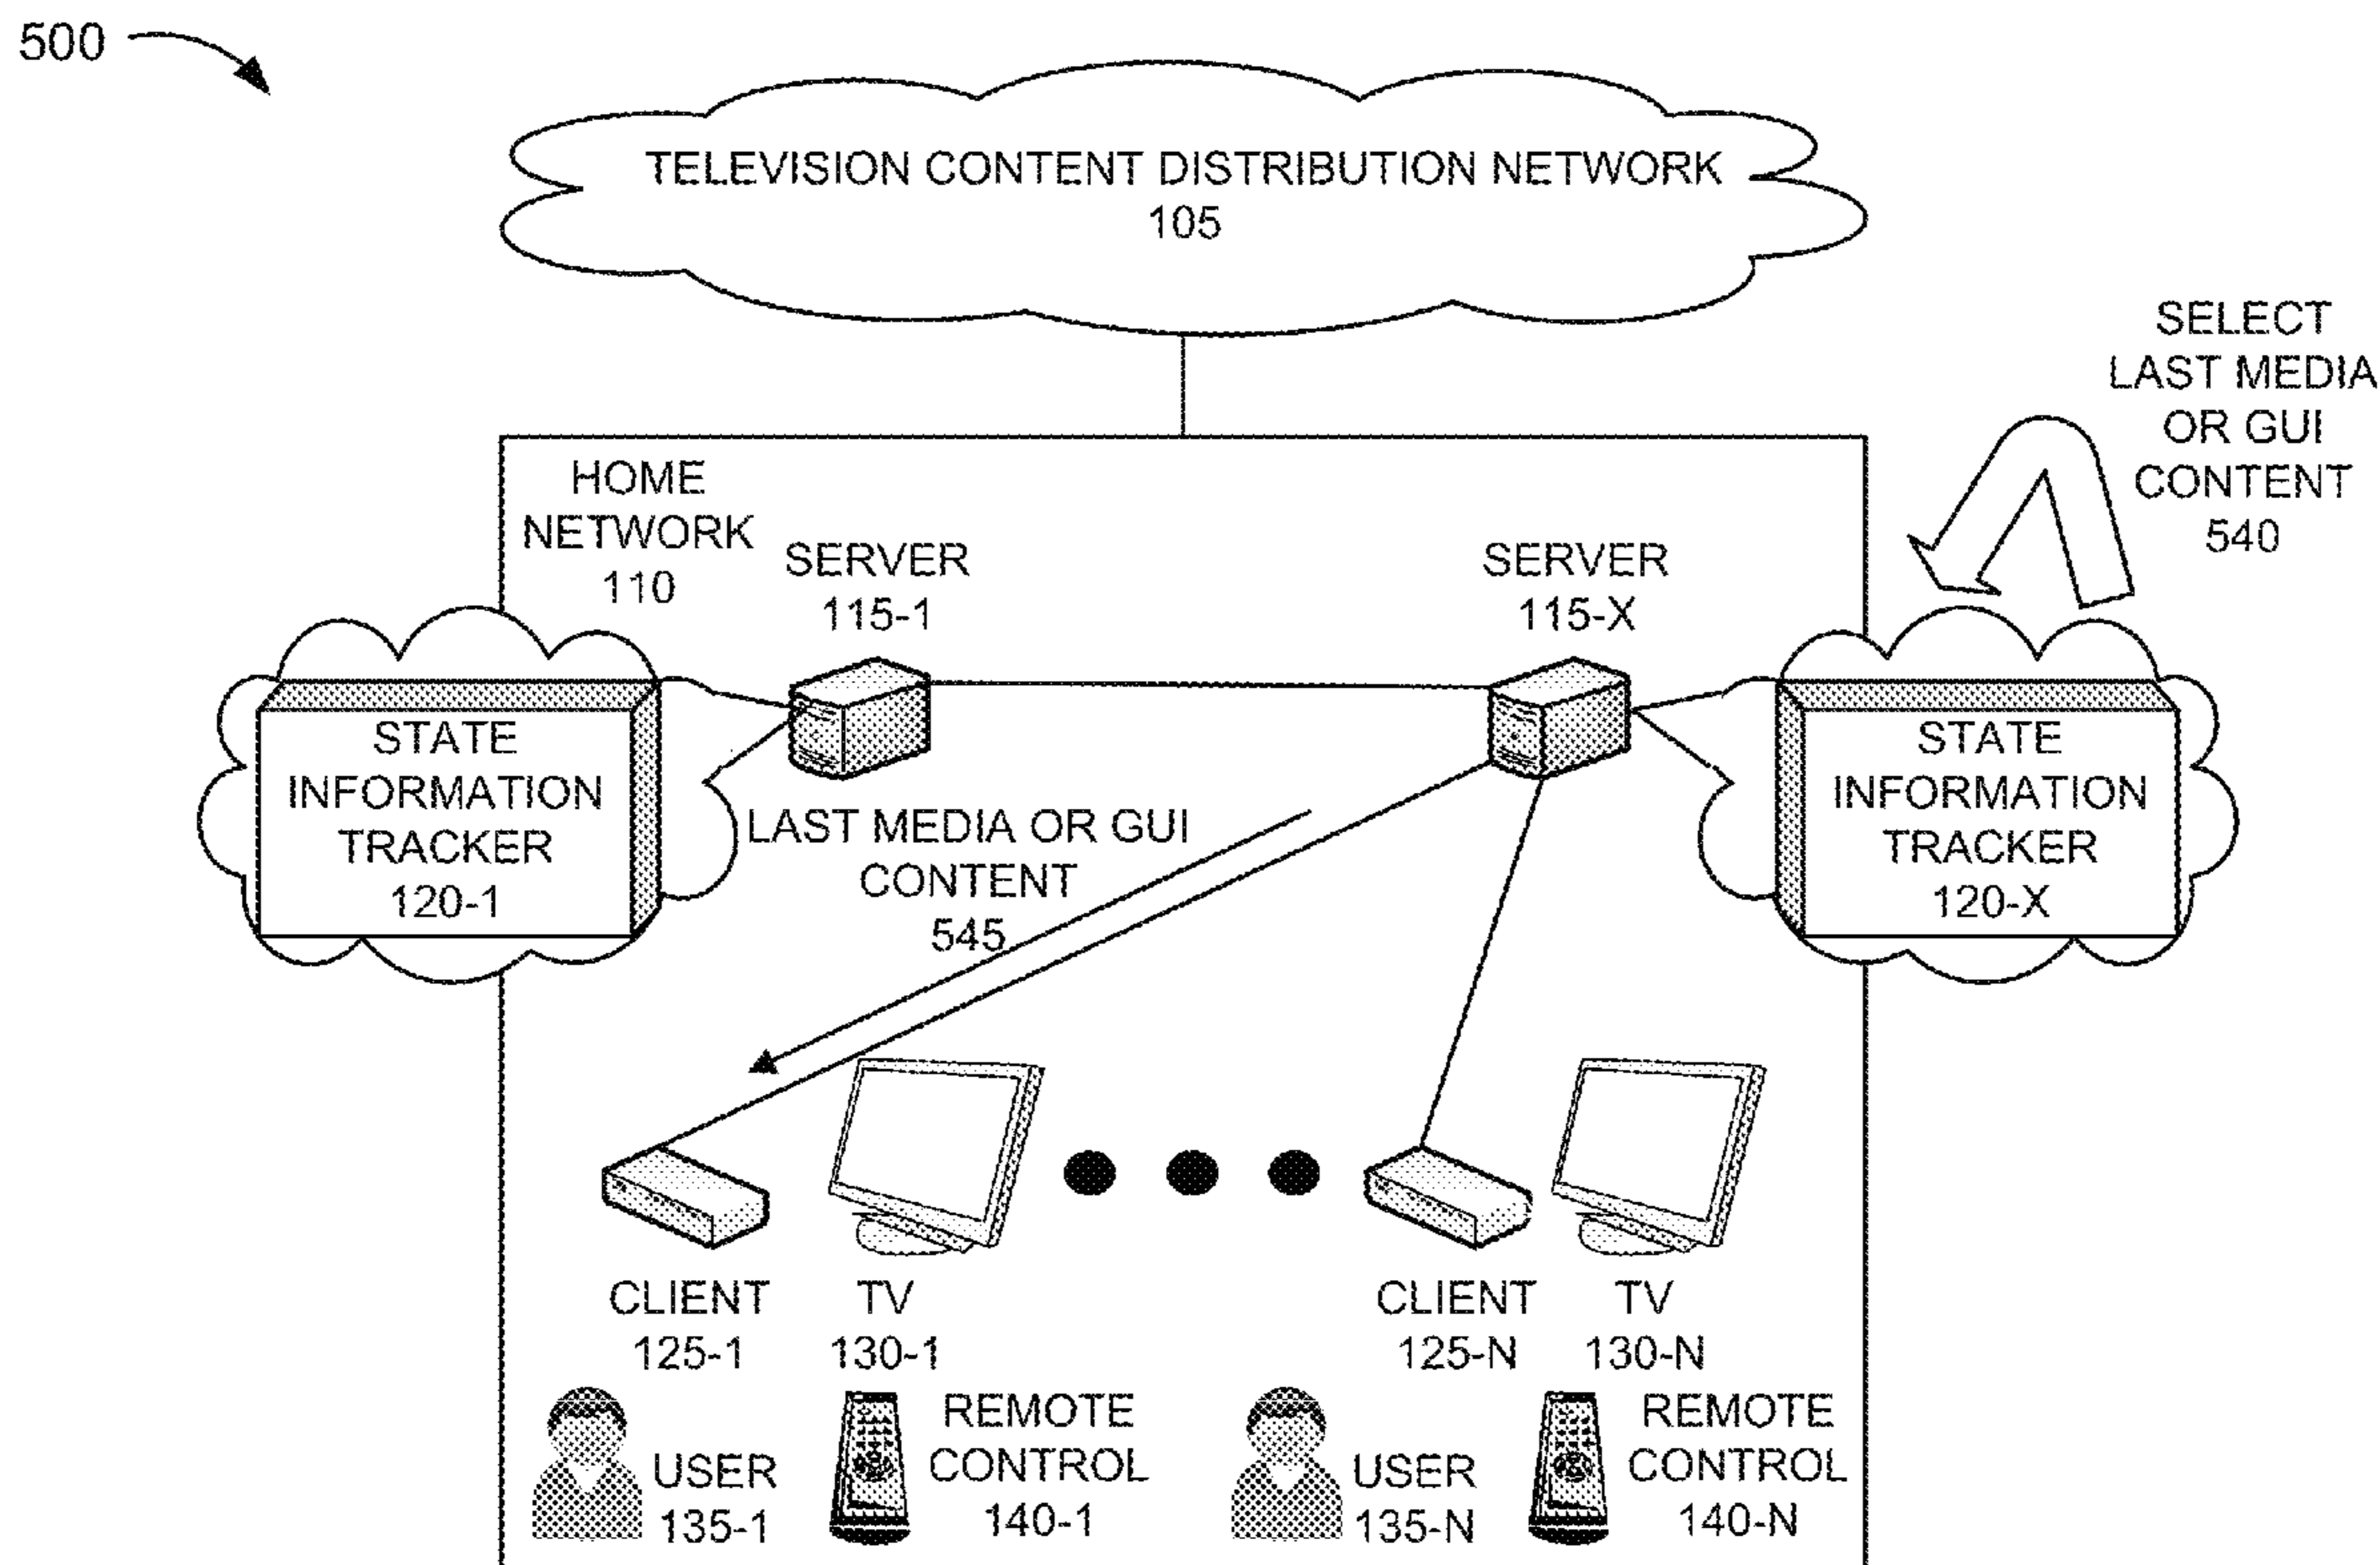 500
TELEVISION CONTENT DISTRIBUTION NETWORK
105
SELECT
LAST MEDIA
OR GUI
CONTENT
540
HOME
NETWORK
110
SERVER
115-1
SERVER
115-X
STATE
INFORMATION
TRACKER
120-1
LAST MEDIA OR GUI
CONTENT
545
STATE
INFORMATION
TRACKER
120-X
CLIENT
125-1
TV
130-1
CLIENT
125-N
TV
130-N
USER
135-1
REMOTE
CONTROL
140-1
USER
135-N
REMOTE
CONTROL
140-N